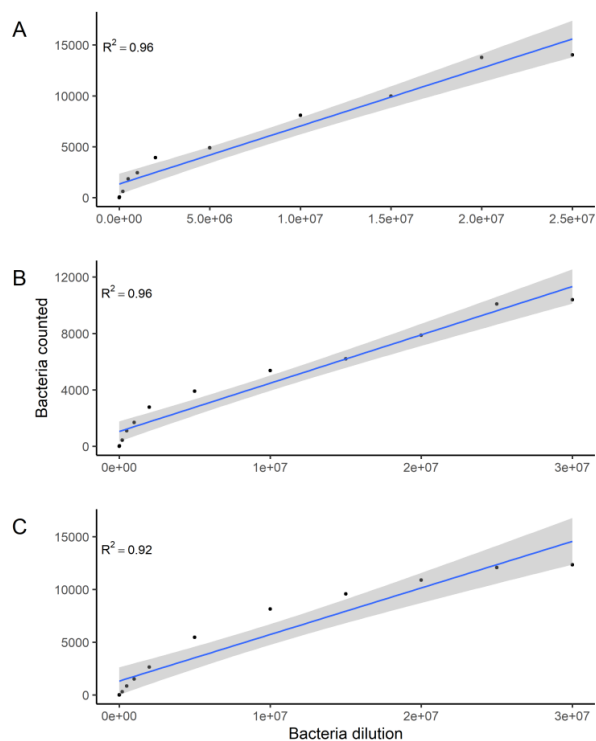 A
R² = 0.96
15000
10000
5000
0
0.0e+00 5.0e+06 1.0e+07 1.5e+07 2.0e+07 2.5e+07
B
R² = 0.96
12000
8000
4000
0
0e+00 1e+07 2e+07 3e+07
Bacteria counted
C
R² = 0.92
15000
10000
5000
0
0e+00 1e+07 2e+07 3e+07
Bacteria dilution